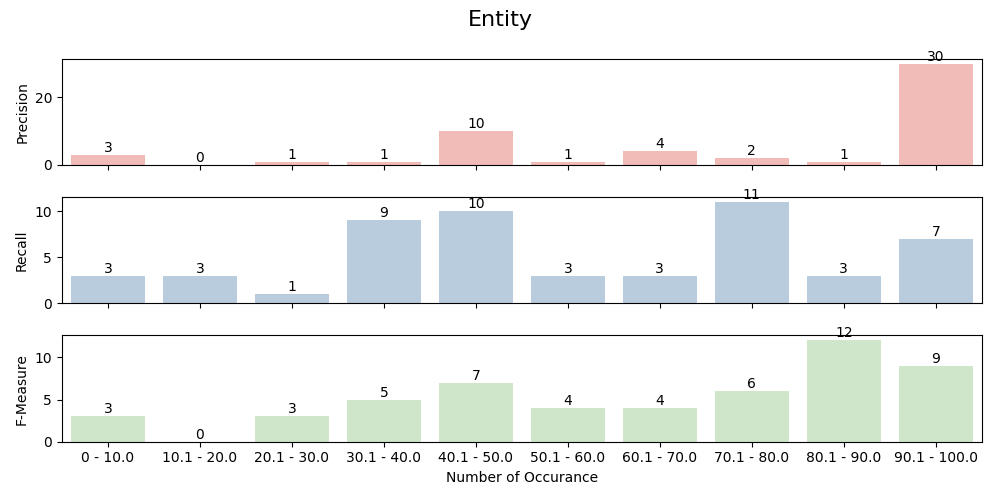 Entity
Precision
20
0
3
0
1
1
10
1
4
2
1
30
Recall
10
5
0
3
3
1
9
10
3
3
11
3
7
F-Measure
10
5
0
3
0
3
5
7
4
4
6
12
9
0 - 10.0
10.1 - 20.0
20.1 - 30.0
30.1 - 40.0
40.1 - 50.0
50.1 - 60.0
60.1 - 70.0
70.1 - 80.0
80.1 - 90.0
90.1 - 100.0
Number of Occurance